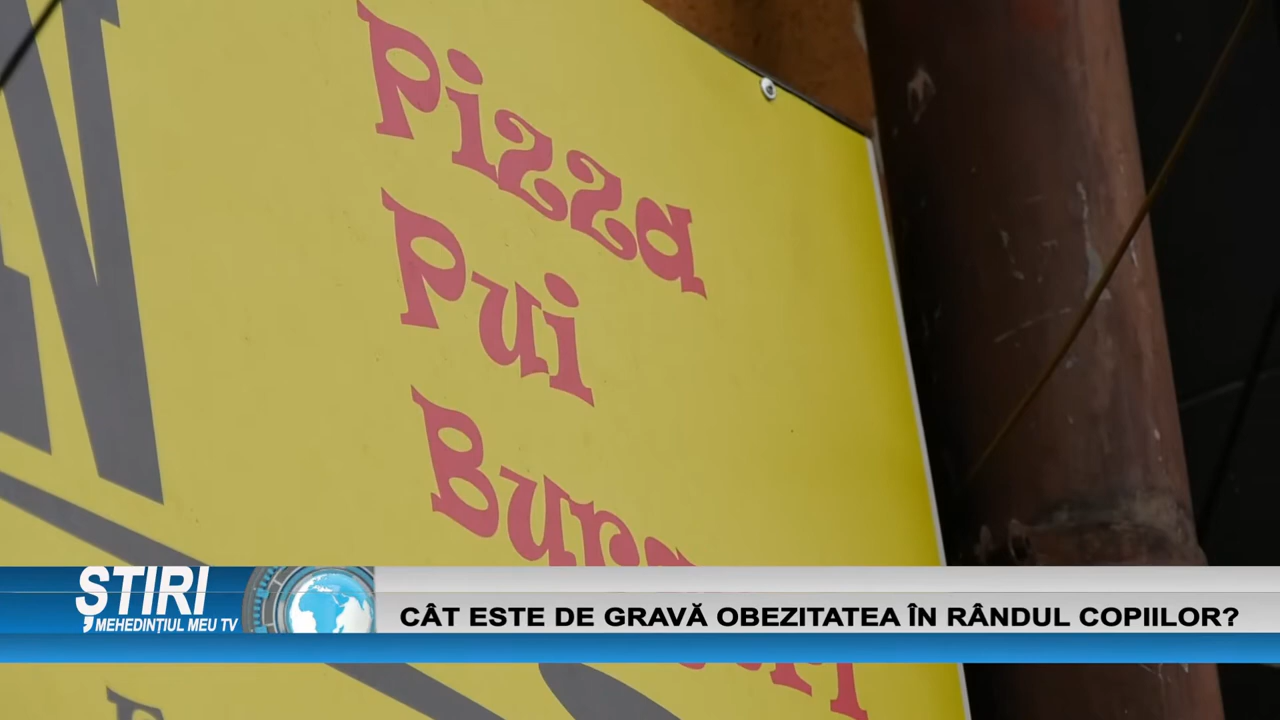 Pizza
Pui
ȘTIRI
MEHEDINȚIUL MEU TV
CÂT ESTE DE GRAVĂ OBEZITATEA ÎN RÂNDUL COPIILOR?